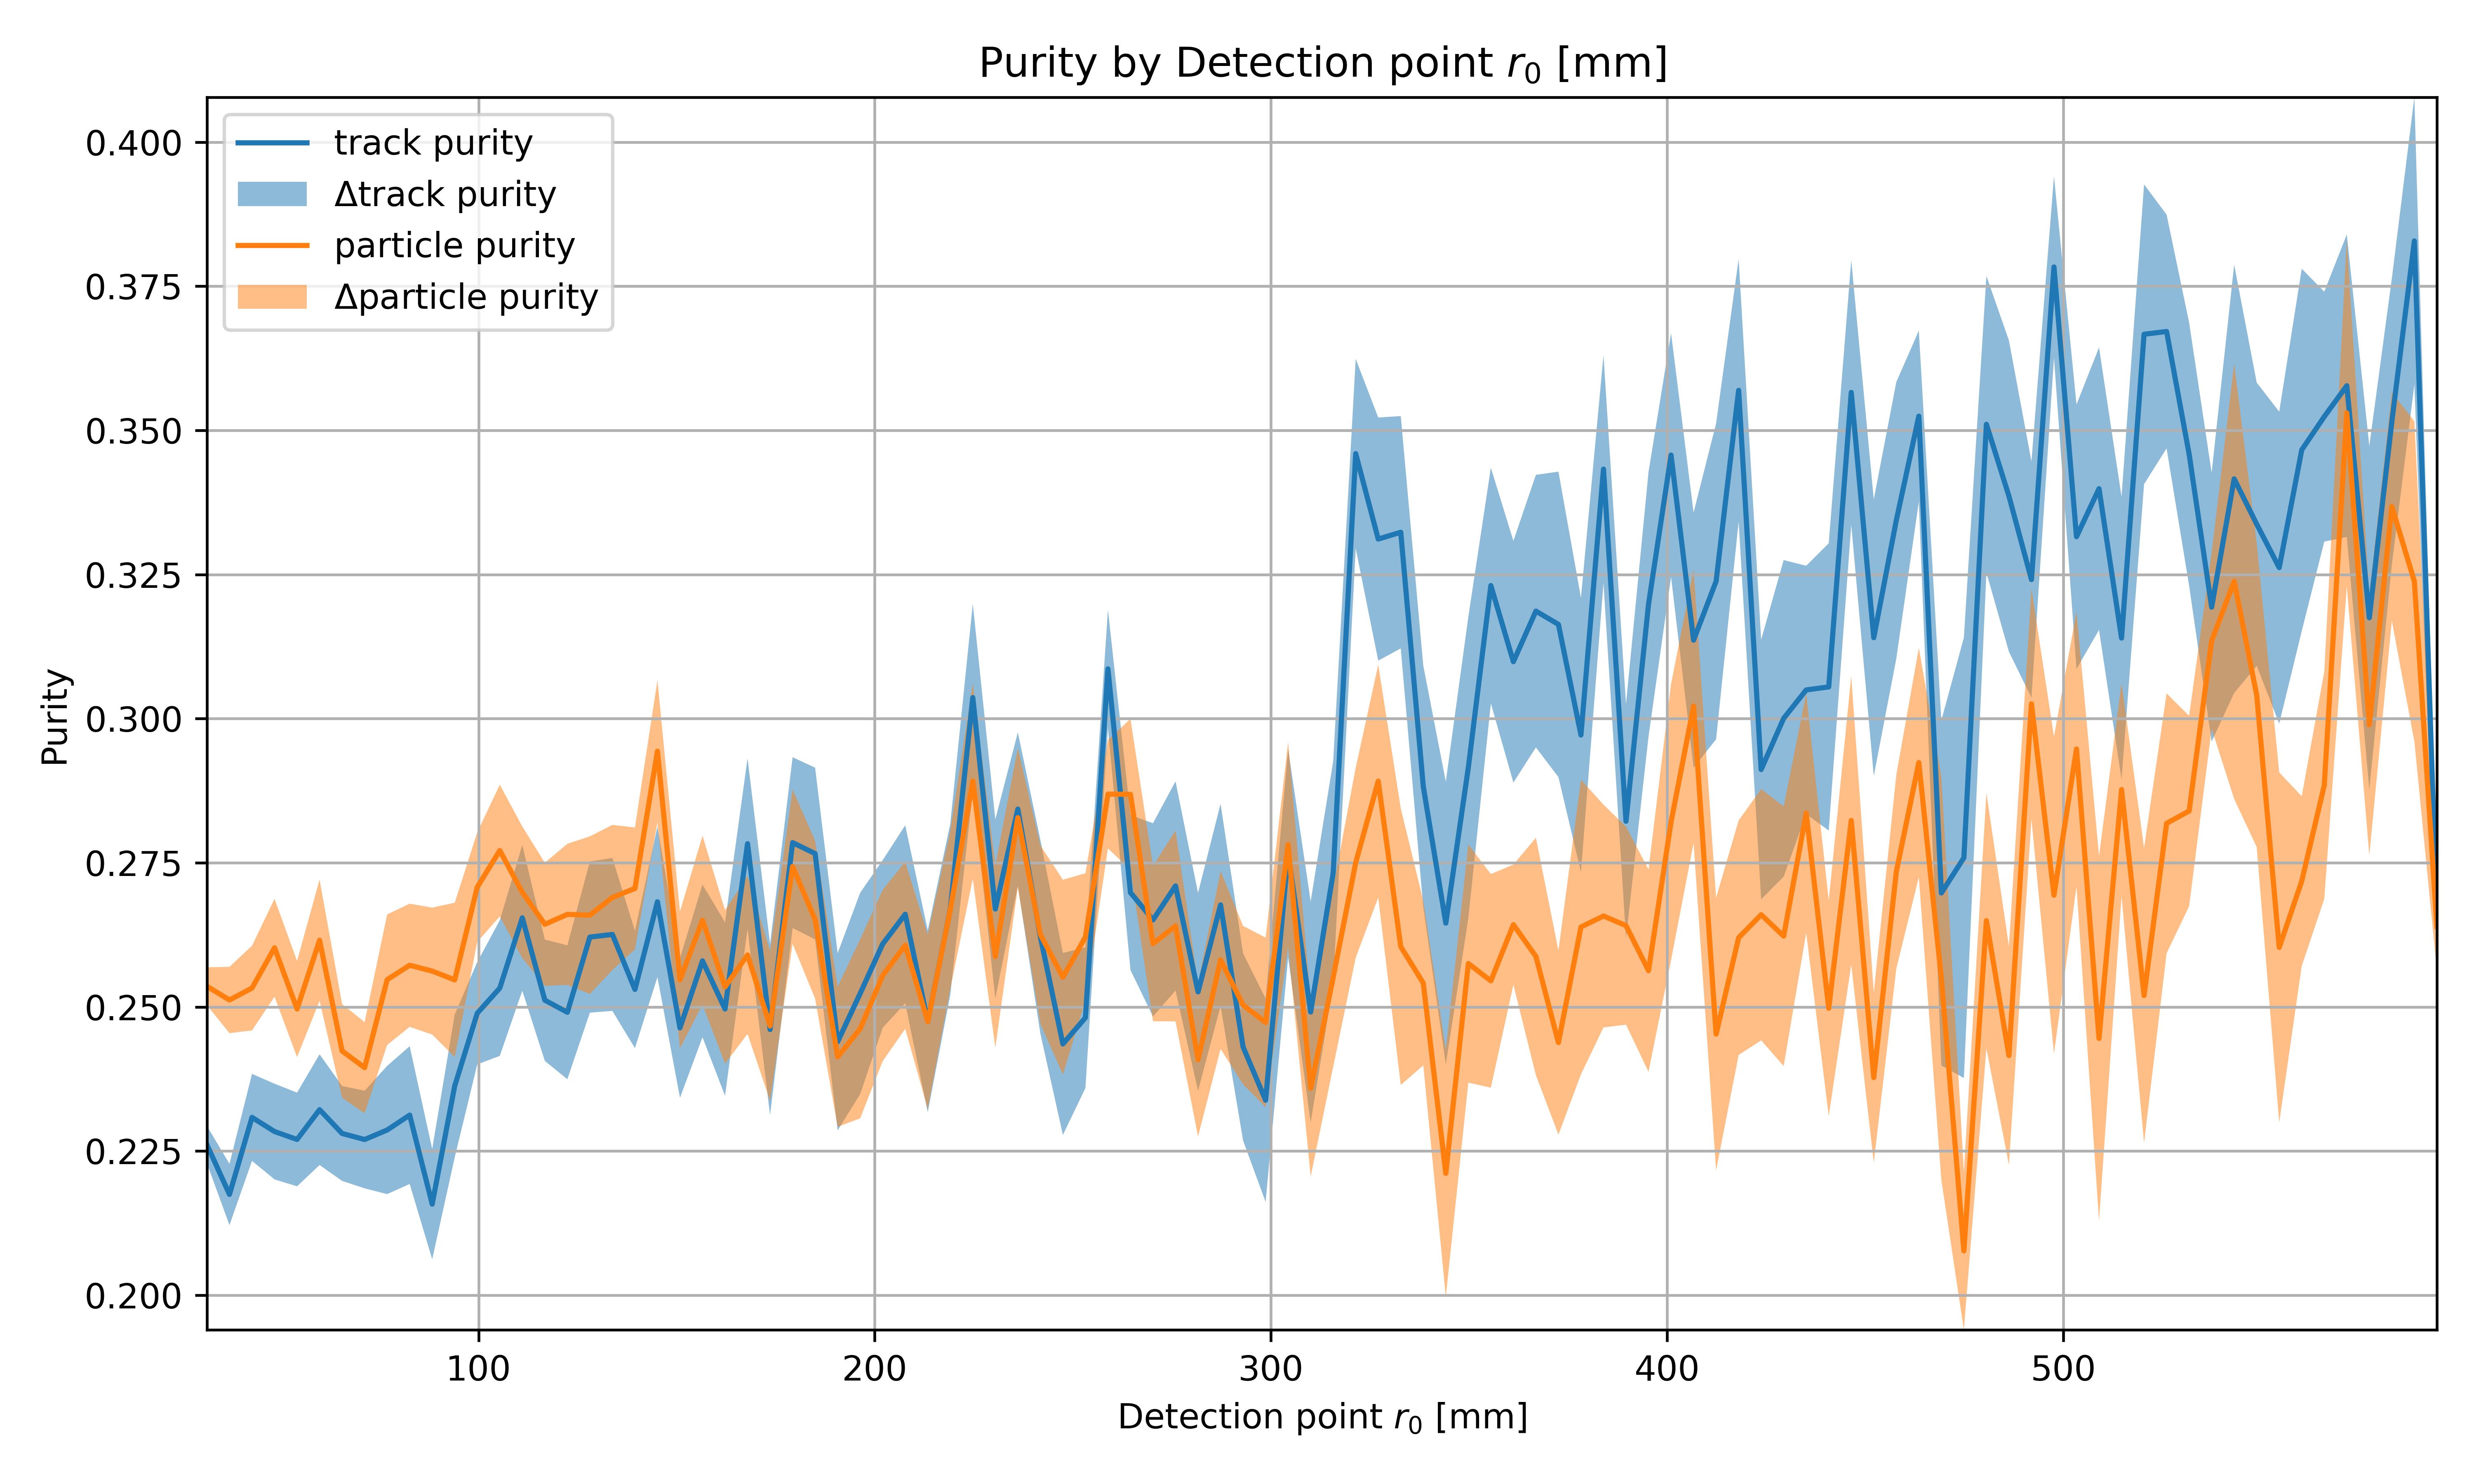 Purity by Detection point r₀ [mm]
track purity
Δtrack purity
particle purity
Δparticle purity
0.400
0.375
0.350
0.325
0.300
0.275
0.250
0.225
0.200
Purity
100 200 300 400 500
Detection point r₀ [mm]